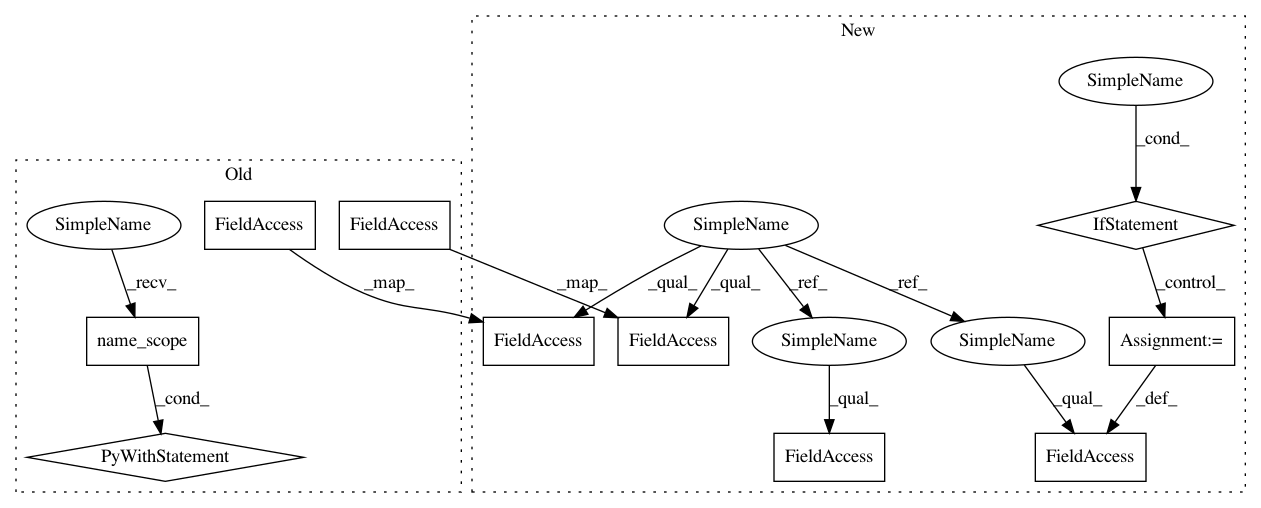 New
SimpleName
_cond_
Old
SimpleName
FieldAccess
FieldAccess
SimpleName
IfStatement
_recv_
_map_
_map_
_qual_
_qual_
_ref_
_ref_
_control_
name_scope
FieldAccess
FieldAccess
SimpleName
SimpleName
Assignment:=
_cond_
_qual_
_qual_
_def_
PyWithStatement
FieldAccess
FieldAccess